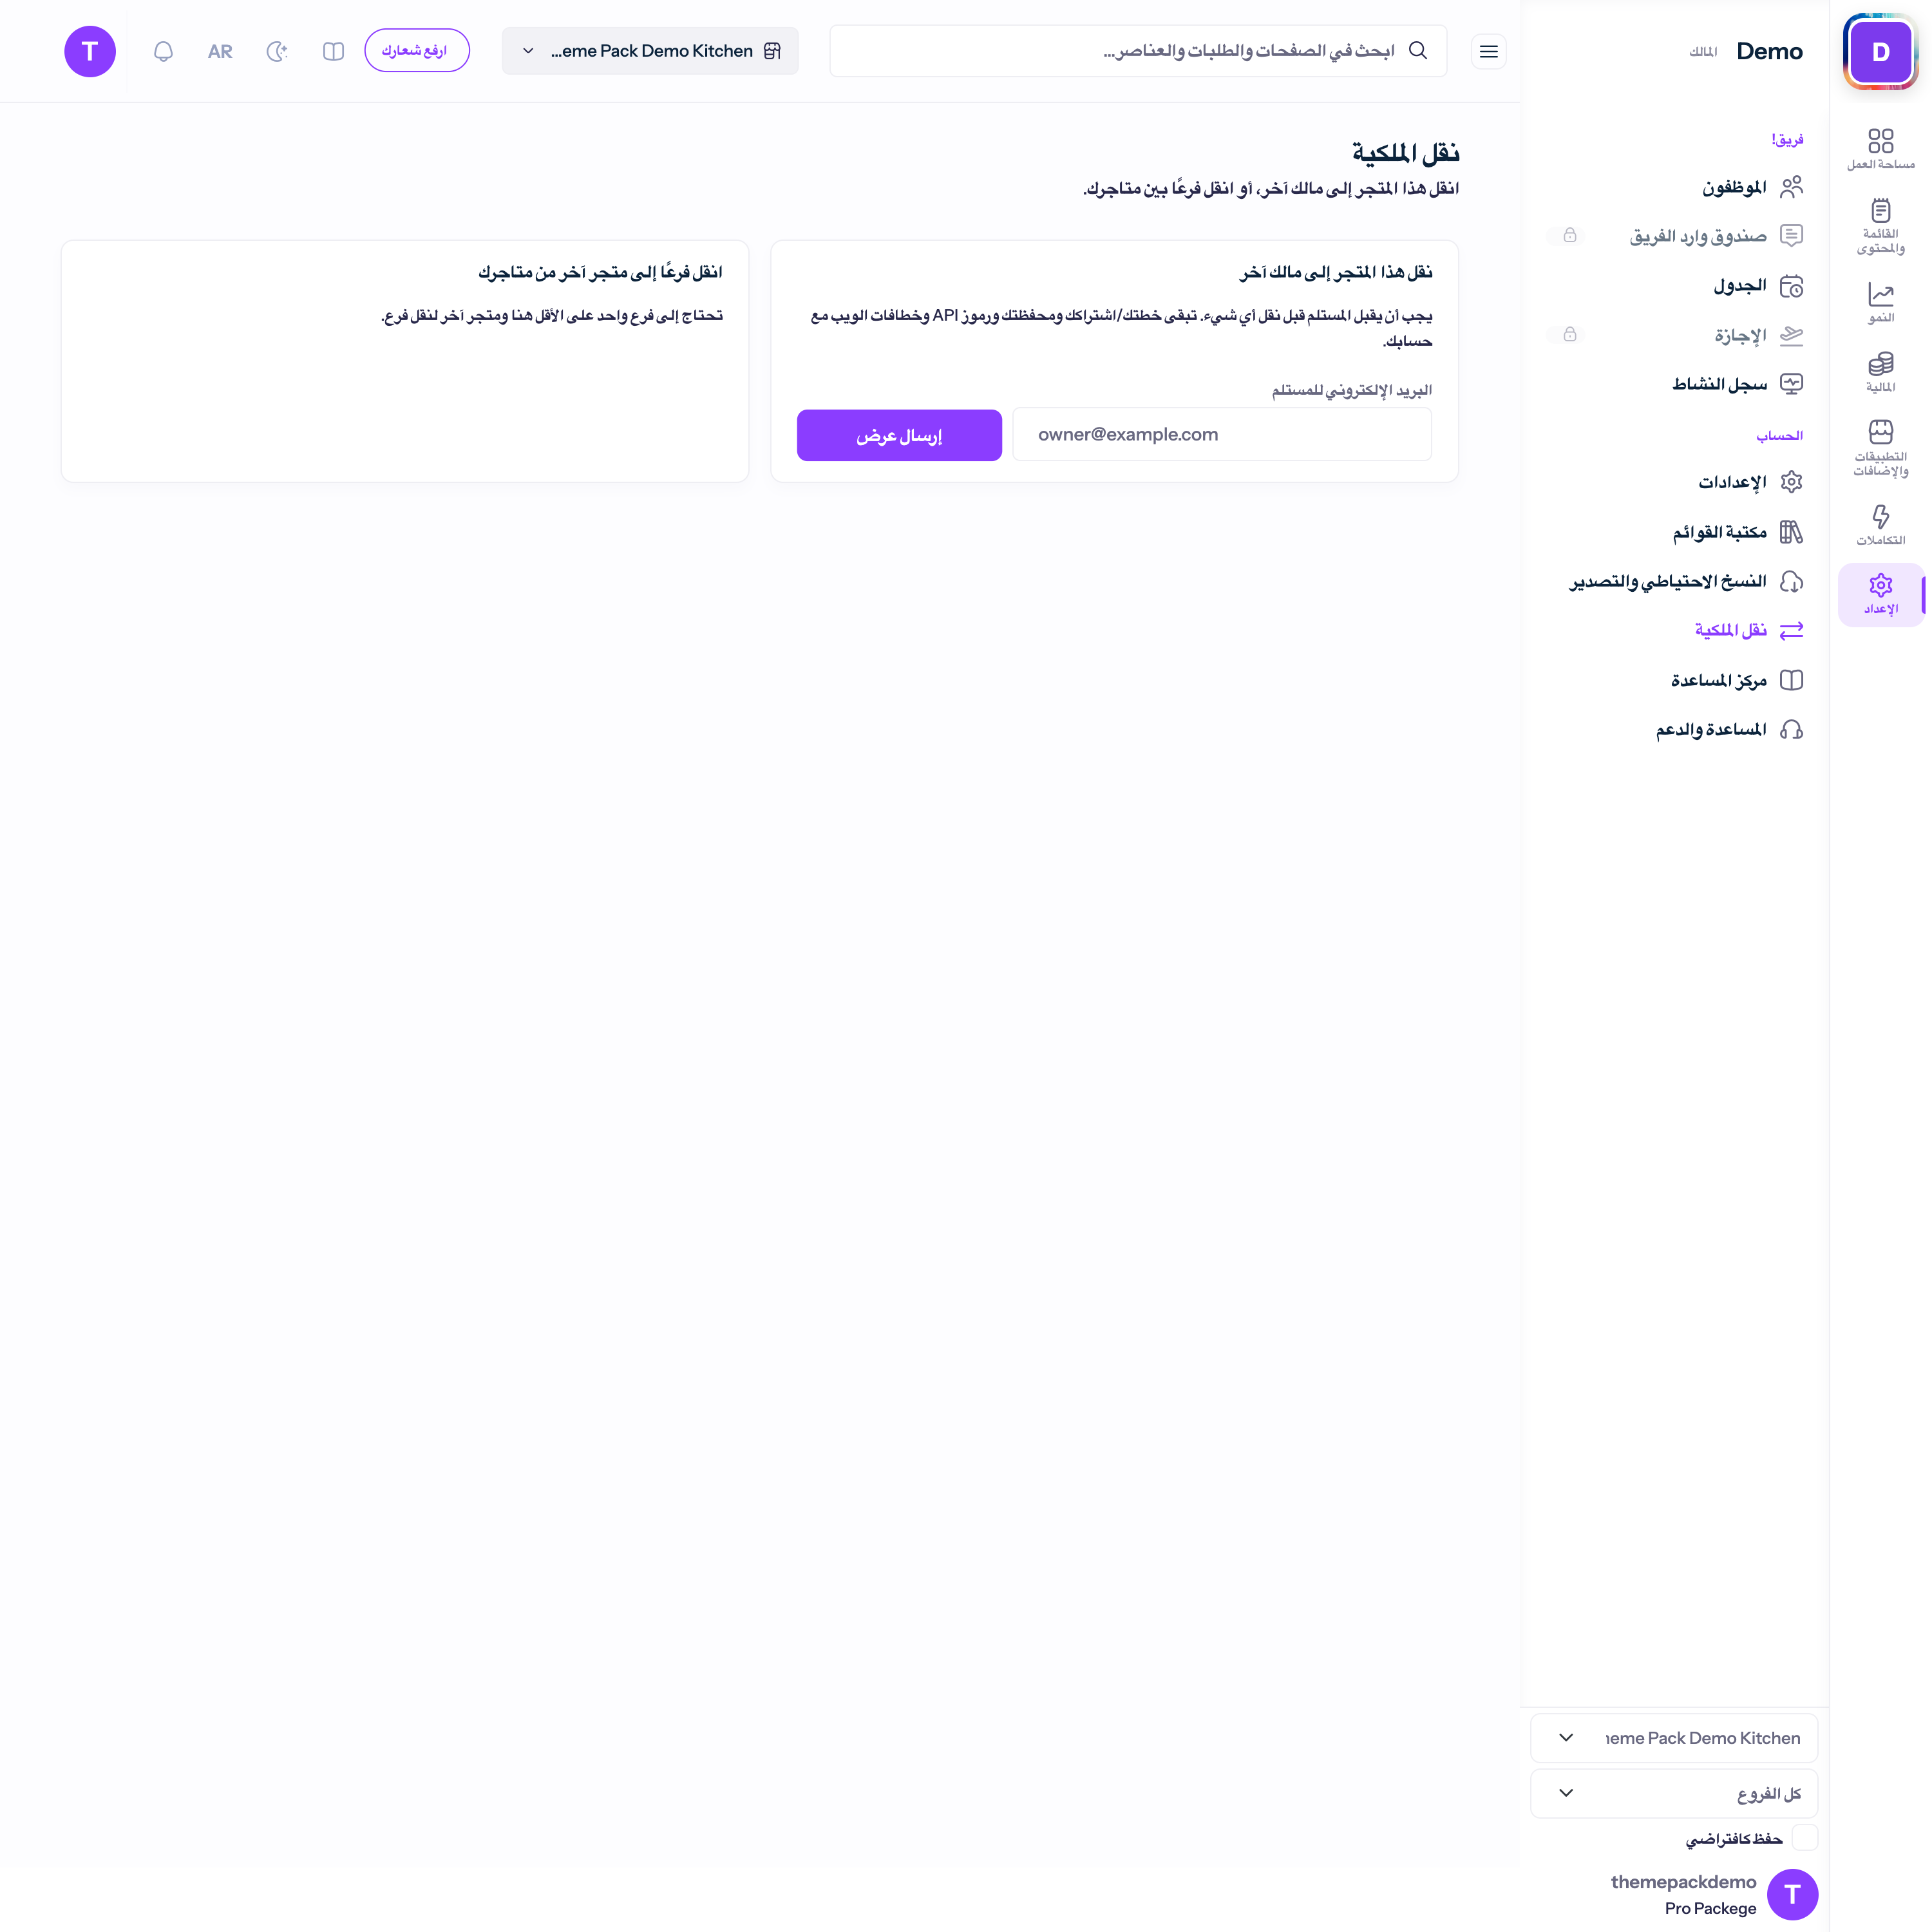 D
مساحة العمل
القائمة
والمحتوى
النمو
المالية
التطبيقات
والإضافات
التكاملات
الإعداد
Demo المالك
فريق!
الموظفون
صندوق وارد الفريق
الجدول
الإجازة
سجل النشاط
الحساب
الإعدادات
مكتبة القوائم
النسخ الاحتياطي والتصدير
نقل الملكية
مركز المساعدة
المساعدة والدعم
heme Pack Demo Kitchen
كل الفروع
حفظ كافتراضي
T
themepackdemo
Pro Packege
ابحث في الصفحات والطلبات والعناصر...
...eme Pack Demo Kitchen
ارفع شعارك
AR
T
نقل الملكية
انقل هذا المتجر إلى مالك آخر، أو انقل فرعًا بين متاجرك.
نقل هذا المتجر إلى مالك آخر
يجب أن يقبل المستلم قبل نقل أي شيء. تبقى خطتك/اشتراكك ومحفظتك ورموز API وخطافات الويب مع
حسابك.
البريد الإلكتروني للمستلم
owner@example.com
إرسال عرض
انقل فرعًا إلى متجر آخر من متاجرك
تحتاج إلى فرع واحد على الأقل هنا ومتجر آخر لنقل فرع.